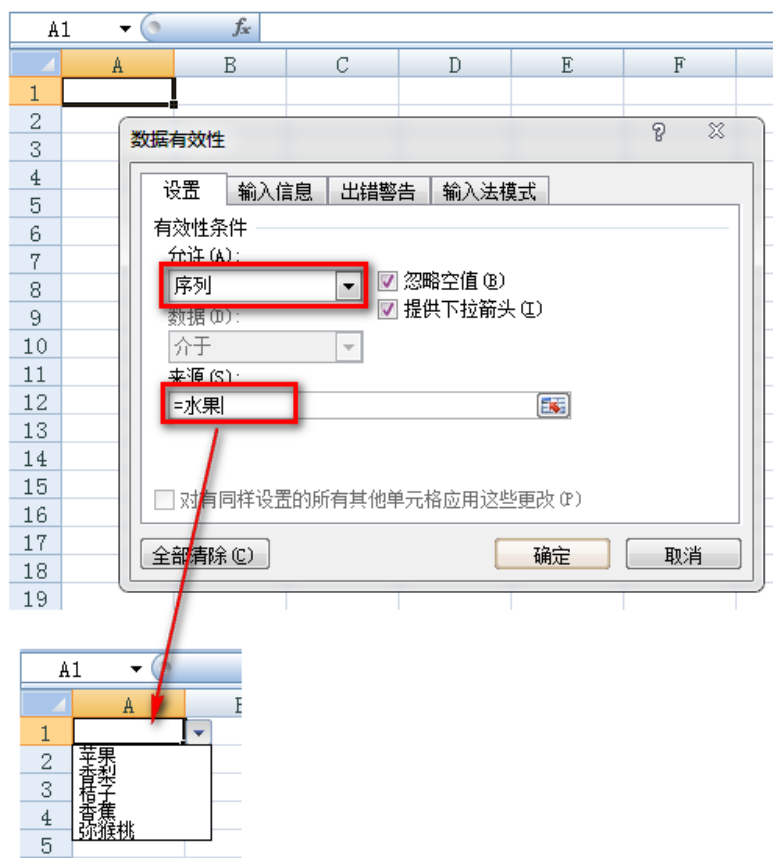 A1 fx
A B C D E F
1
2
数据有效性
3
4
设置 输入信息 出错警告 输入法模式
5
6
有效性条件
7
允许(A):
8
序列 忽略空值(B)
9
数据(D): 提供下拉箭头(I)
10
介于
11
来源(S):
12
=水果
13
14
15
对有同样设置的所有其他单元格应用这些更改(P)
16
17
全部清除(C) 确定 取消
18
19
A1
A
1
2
苹果
香梨
3
桔子
香蕉
4
弥猴桃
5